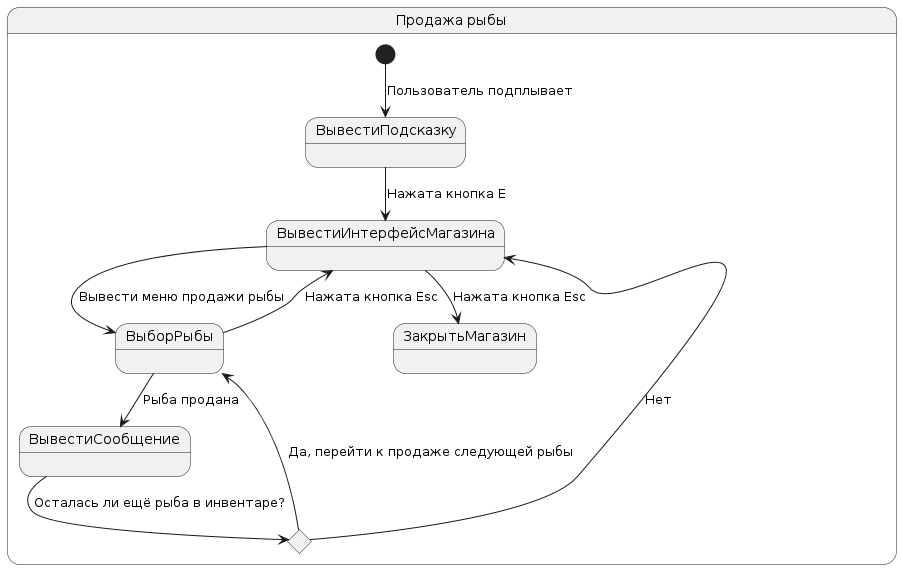 Продажа рыбы
Пользователь подплывает
ВывестиПодсказку
Нажата кнопка E
ВывестиИнтерфейсМагазина
Вывести меню продажи рыбы
Нажата кнопка Esc
Нажата кнопка Esc
ВыборРыбы
ЗакрытьМагазин
Рыба продана
Нет
ВывестиСообщение
Да, перейти к продаже следующей рыбы
Осталась ли ещё рыба в инвентаре?